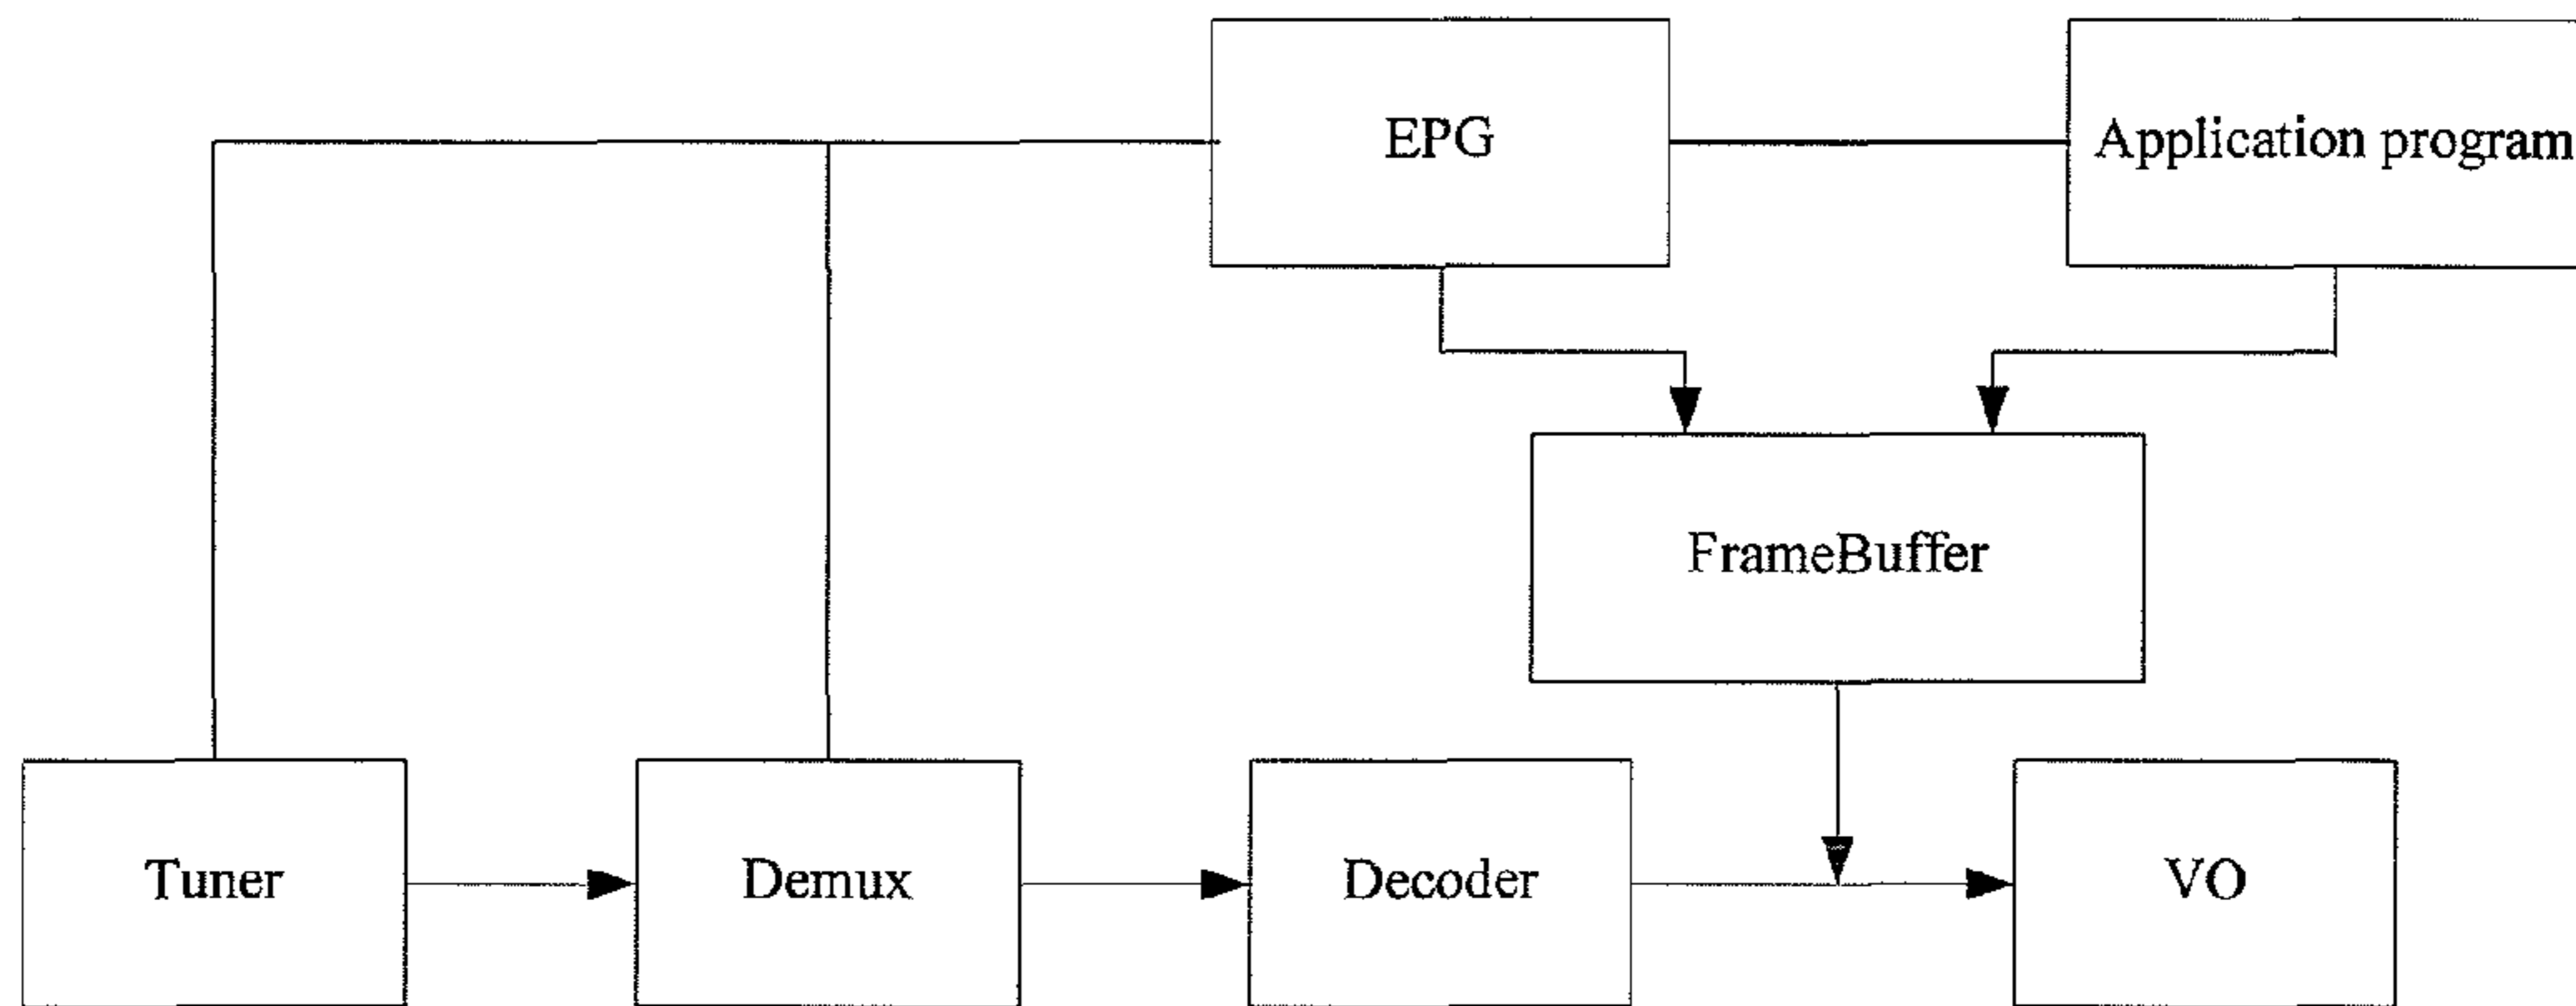 EPG
Application program
FrameBuffer
Tuner
Demux
Decoder
VO